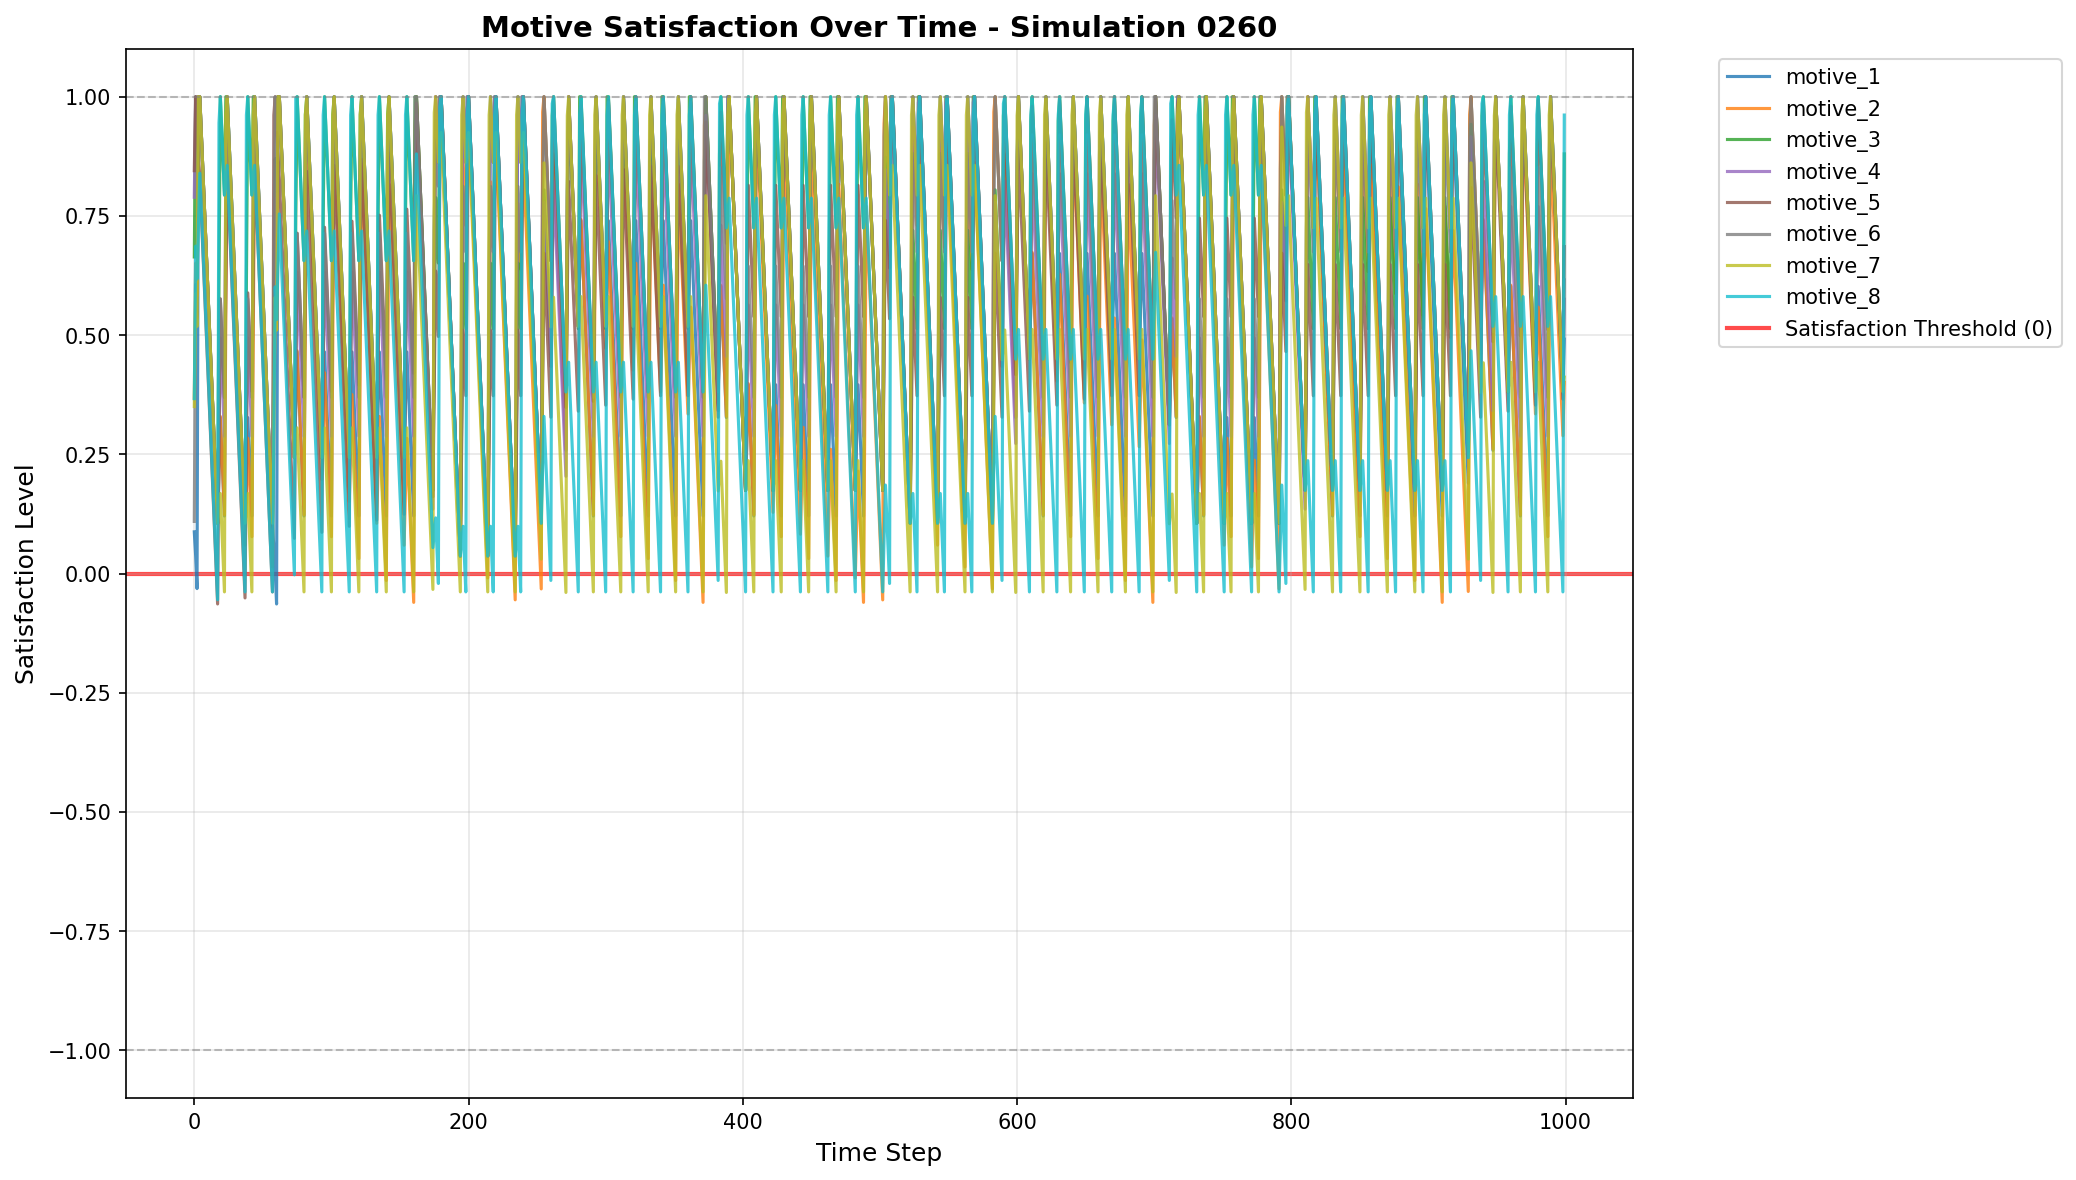 Motive Satisfaction Over Time - Simulation 0260
Satisfaction Level
1.00
0.75
0.50
0.25
0.00
−0.25
−0.50
−0.75
−1.00
0
200
400
600
800
1000
Time Step
motive_1
motive_2
motive_3
motive_4
motive_5
motive_6
motive_7
motive_8
Satisfaction Threshold (0)